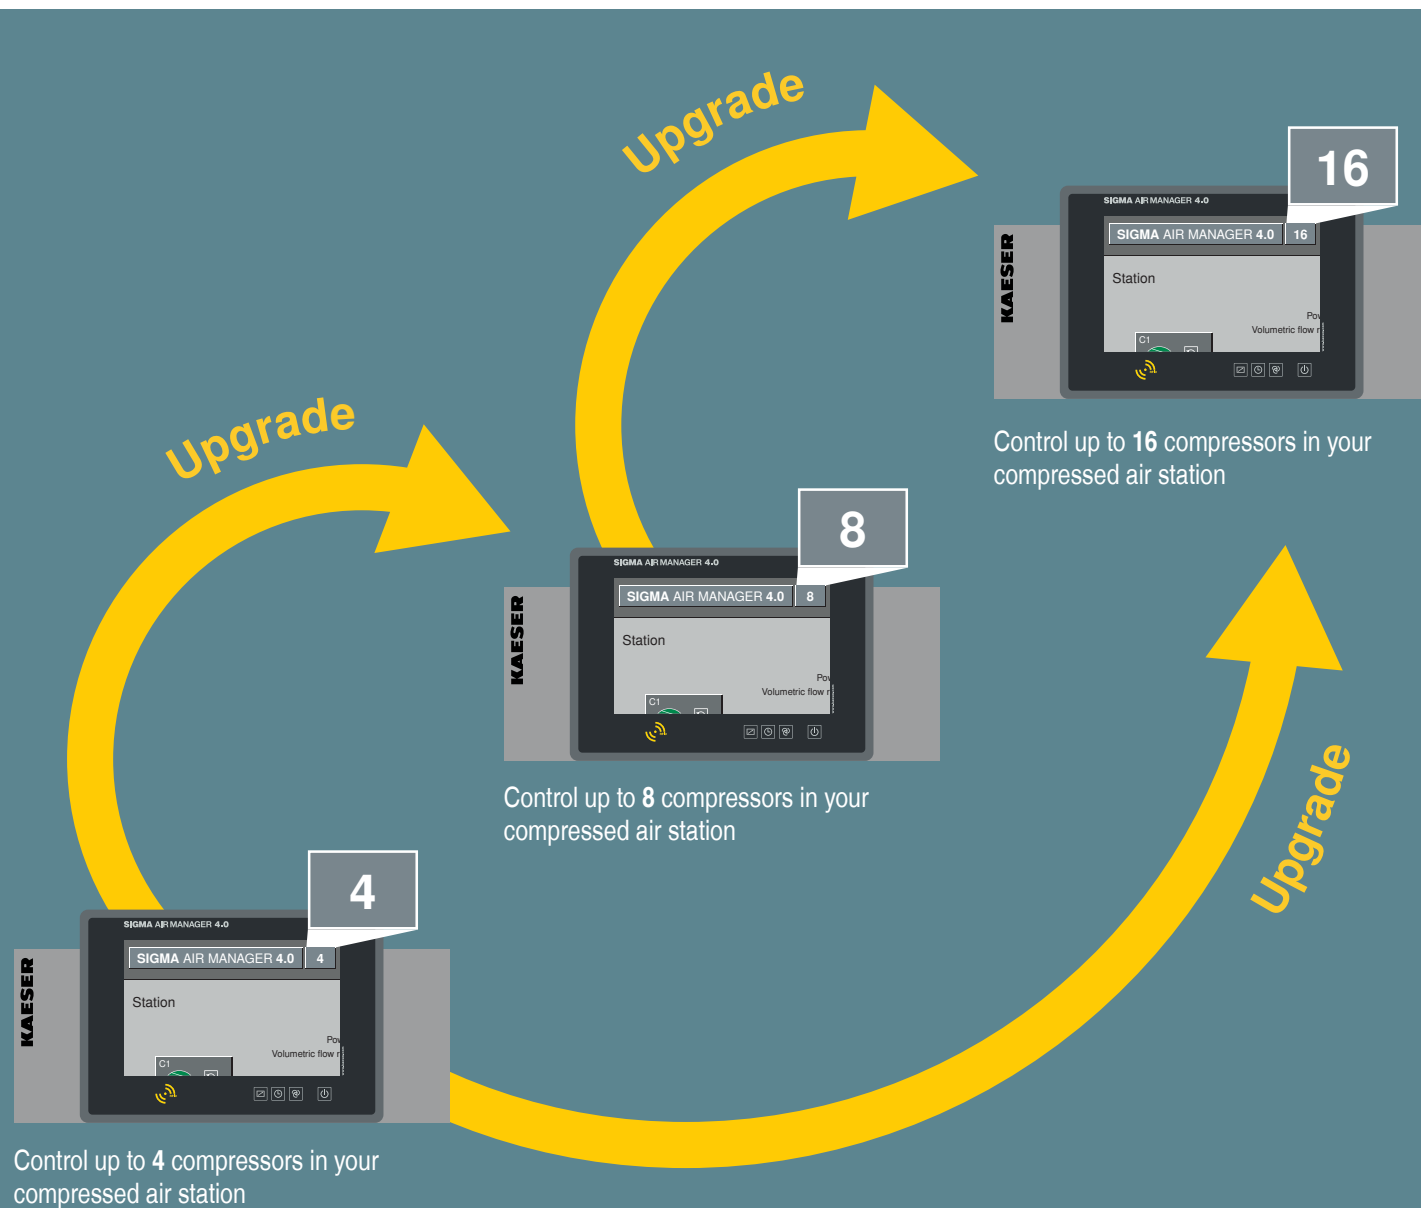 Upgrade
16
SIGMA AIR MANAGER 4.0
SIGMA AIR MANAGER 4.0 16
KAESER
Station
Volumetric flow
C1
Control up to 16 compressors in your
compressed air station
Upgrade
8
SIGMA AIR MANAGER 4.0
SIGMA AIR MANAGER 4.0 8
KAESER
Station
Volumetric flow
C1
Control up to 8 compressors in your
compressed air station
Upgrade
4
SIGMA AIR MANAGER 4.0
SIGMA AIR MANAGER 4.0 4
KAESER
Station
Volumetric flow
C1
Control up to 4 compressors in your
compressed air station